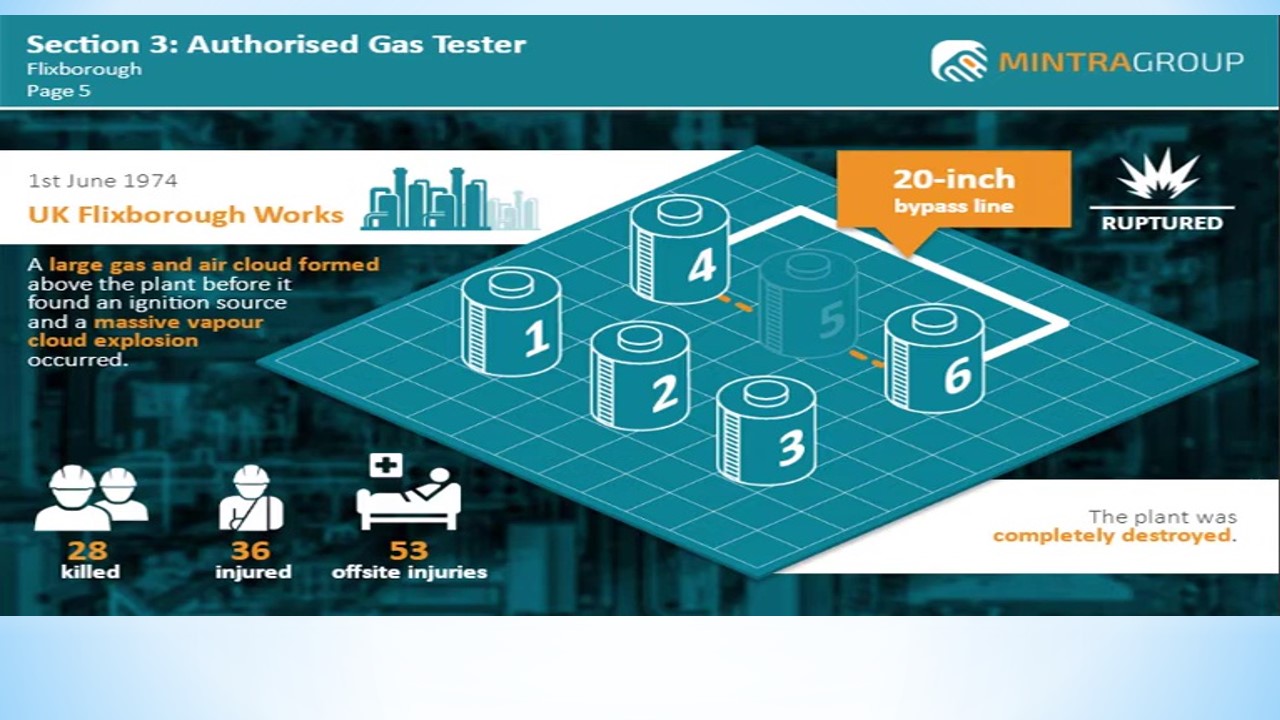 Section 3: Authorised Gas Tester
Flixborough
Page 5
MINTRAGROUP
1st June 1974
UK Flixborough Works
A large gas and air cloud formed
above the plant before it
found an ignition source
and a massive vapour
cloud explosion
occurred.
20-inch
bypass line
RUPTURED
4
5
1
6
2
3
28
killed
36
injured
53
offsite injuries
The plant was
completely destroyed.